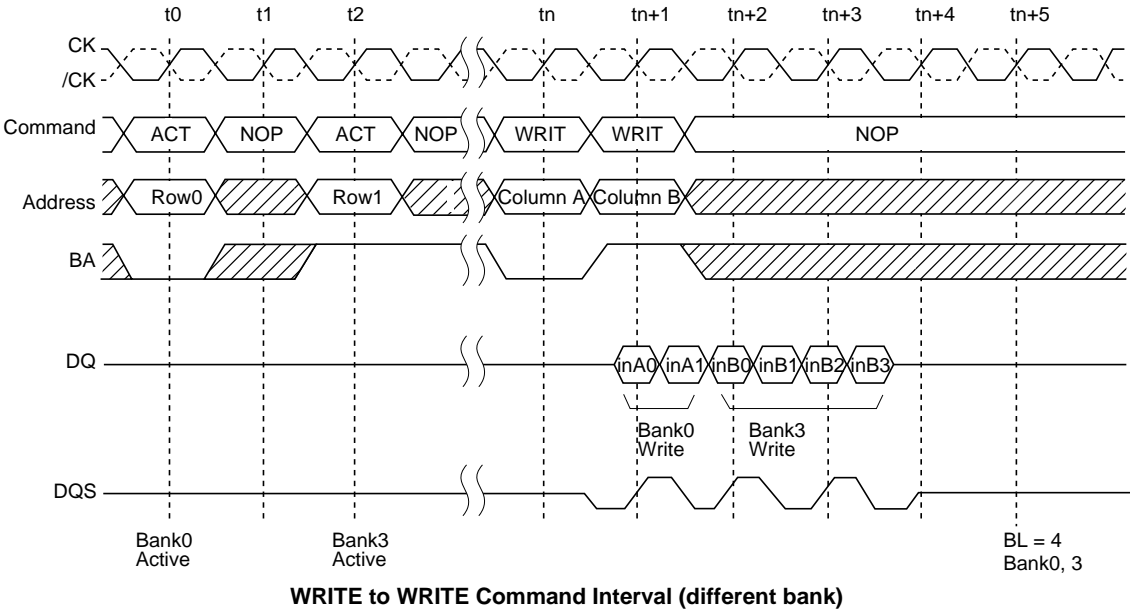 t0 t1 t2 tn tn+1 tn+2 tn+3 tn+4 tn+5
CK
/CK
Command ACT NOP ACT NOP WRIT WRIT NOP
Address Row0 Row1 Column A Column B
BA
DQ inA0 inA1 inB0 inB1 inB2 inB3
Bank0 Bank3
Write Write
DQS
Bank0 Bank3 BL = 4
Active Active Bank0, 3
WRITE to WRITE Command Interval (different bank)